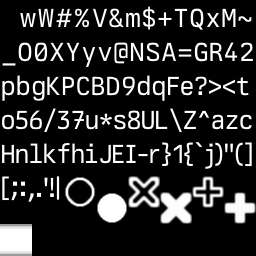 wW#%V&m$+TQxM~
_O0XYyv@NSA=GR42
pbgKPCBD9dqFe?><t
o56/37u*s8UL\Z^azc
HnlkfhiJEI-r}1{`j)"(]
[;:,.'!|